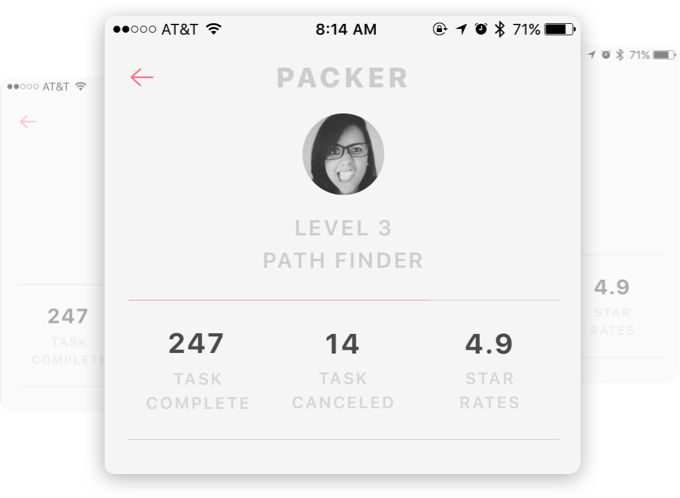 AT&T 8:14 AM 71%
PACKER
LEVEL 3
PATH FINDER
247 14 4.9
TASK TASK STAR
COMPLETE CANCELED RATES
AT&T
247
TASK
COMPLETE
71%
4.9
STAR
RATES